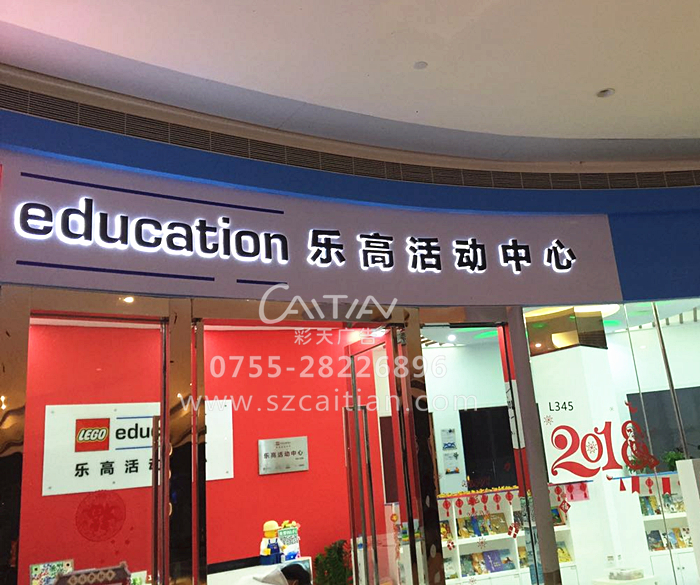 education 乐高活动中心
CAITIAN
彩天广告
0755-28226896
www.szcaitian.com
L345
2018
LEGO educ
乐高活动
乐高活动中心